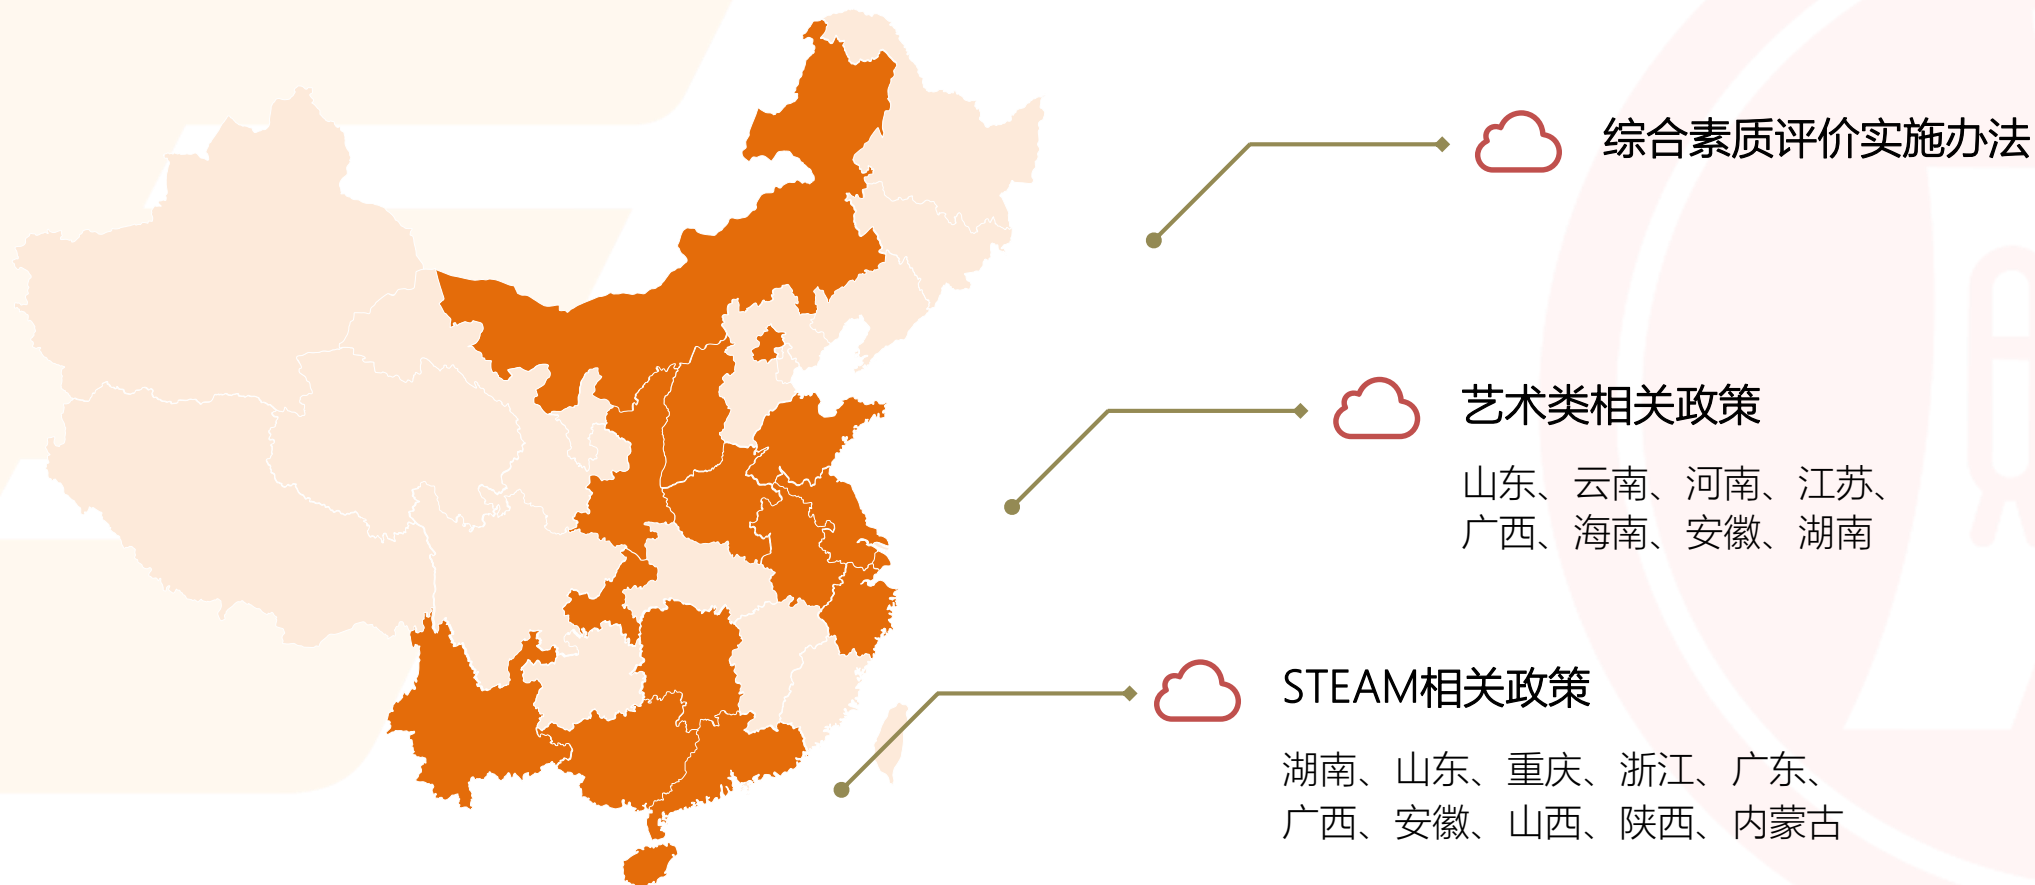 综合素质评价实施办法
艺术类相关政策
山东、云南、河南、江苏、
广西、海南、安徽、湖南
STEAM相关政策
湖南、山东、重庆、浙江、广东、
广西、安徽、山西、陕西、内蒙古